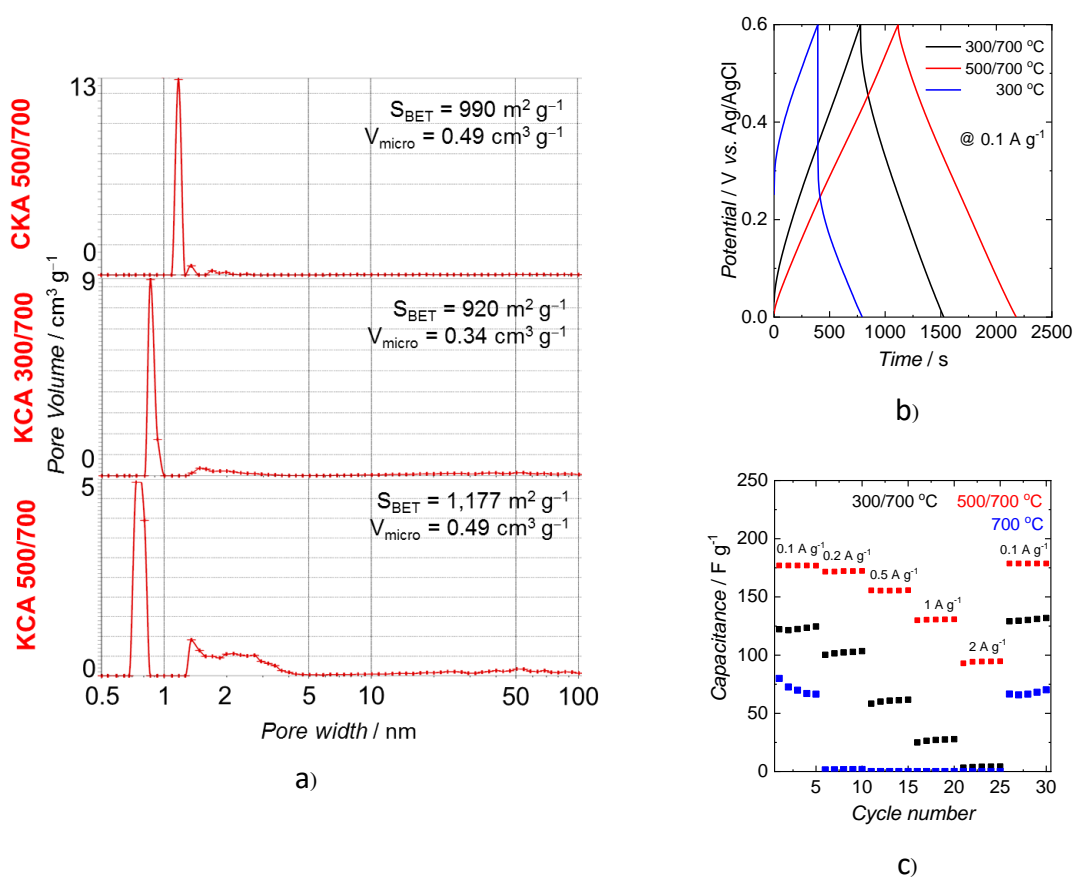 CKA 500/700
KCA 300/700
KCA 500/700
Pore Volume / cm³ g⁻¹
13
0
S_BET = 990 m² g⁻¹
V_micro = 0.49 cm³ g⁻¹
9
0
S_BET = 920 m² g⁻¹
V_micro = 0.34 cm³ g⁻¹
5
0
S_BET = 1,177 m² g⁻¹
V_micro = 0.49 cm³ g⁻¹
0.5 1 2 5 10 50 100
Pore width / nm
a)
Potential / V vs. Ag/AgCl
0.6
0.4
0.2
0.0
300/700 °C
500/700 °C
300 °C
@ 0.1 A g⁻¹
0 500 1000 1500 2000 2500
Time / s
b)
Capacitance / F g⁻¹
250
200
150
100
50
0
300/700 °C 500/700 °C
700 °C
0.1 A g⁻¹ 0.2 A g⁻¹ 0.1 A g⁻¹
0.5 A g⁻¹
1 A g⁻¹
2 A g⁻¹
5 10 15 20 25 30
Cycle number
c)